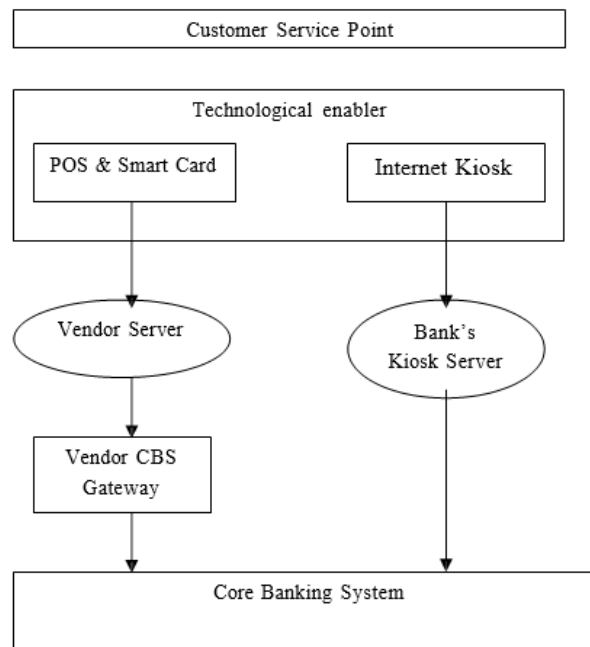 Customer Service Point
Technological enabler
POS & Smart Card
Internet Kiosk
Vendor Server
Bank's
Kiosk Server
Vendor CBS
Gateway
Core Banking System